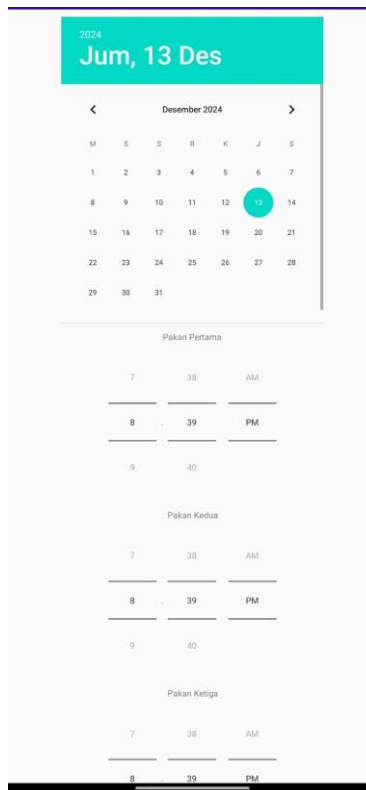 2024
Jum, 13 Des
Desember 2024
M S S R K J S
1 2 3 4 5 6 7
8 9 10 11 12 13 14
15 16 17 18 19 20 21
22 23 24 25 26 27 28
29 30 31
Pakan Pertama
7 38 AM
8 . 39 PM
9 40
Pakan Kedua
7 38 AM
8 . 39 PM
9 40
Pakan Ketiga
7 38 AM
8 . 39 PM